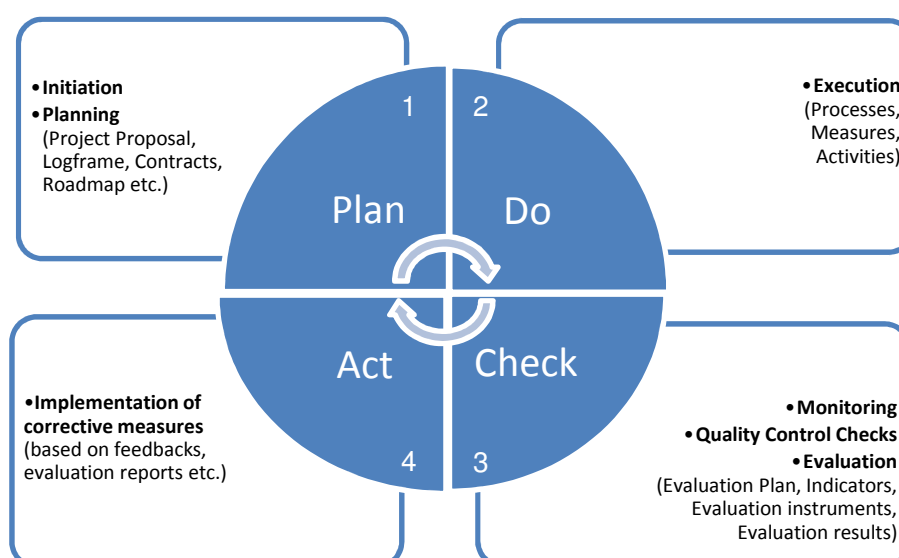 •Initiation
•Planning
(Project Proposal,
Logframe, Contracts,
Roadmap etc.)
1
Plan
2
Do
•Execution
(Processes,
Measures,
Activities)
•Implementation of
corrective measures
(based on feedbacks,
evaluation reports etc.)
Act
4
Check
3
•Monitoring
•Quality Control Checks
•Evaluation
(Evaluation Plan, Indicators,
Evaluation instruments,
Evaluation results)